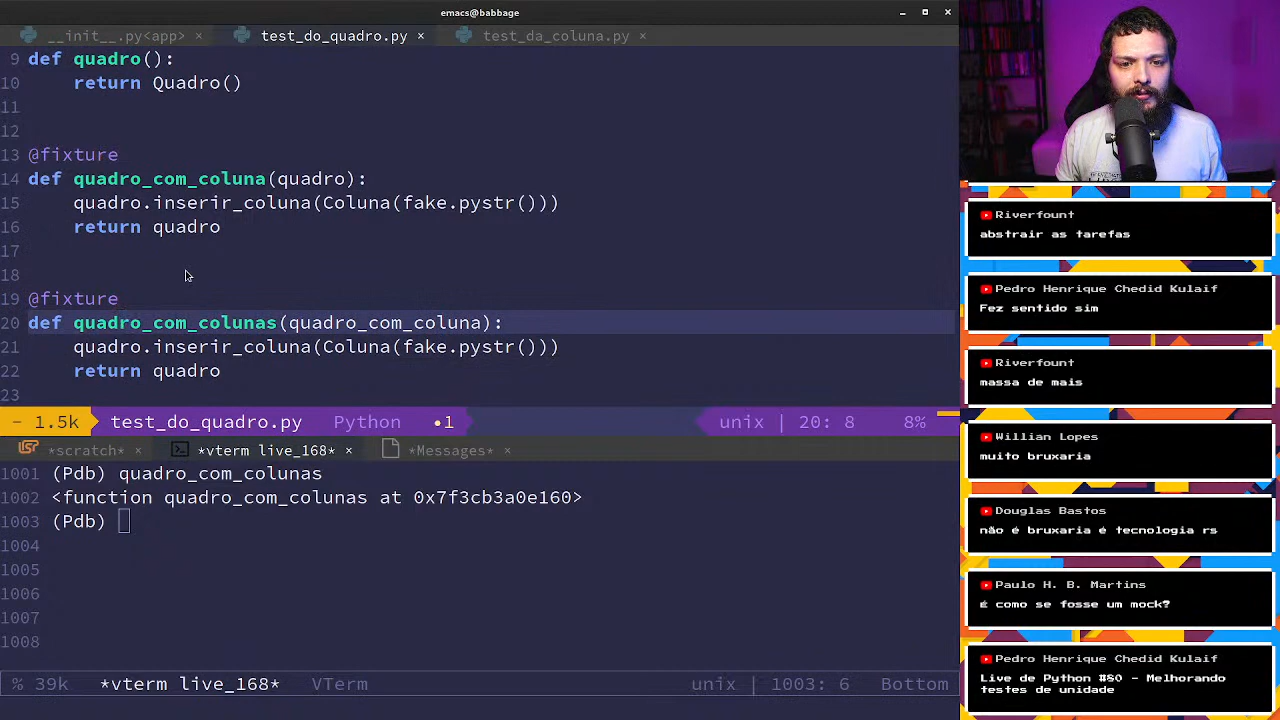 emacs@babbage
__init__.py<app> × test_do_quadro.py × test_da_coluna.py ×
9 def quadro():
10 return Quadro()
11
12
13 @fixture
14 def quadro_com_coluna(quadro):
15 quadro.inserir_coluna(Coluna(fake.pystr()))
16 return quadro
17
18
19 @fixture
20 def quadro_com_colunas(quadro_com_coluna):
21 quadro.inserir_coluna(Coluna(fake.pystr()))
22 return quadro
23
- 1.5k test_do_quadro.py Python •1 unix | 20: 8 8%
*scratch* × *vterm live_168* × *Messages* ×
1001 (Pdb) quadro_com_colunas
1002 <function quadro_com_colunas at 0x7f3cb3a0e160>
1003 (Pdb)
1004
1005
1006
1007
1008
% 39k *vterm live_168* VTerm unix | 1003: 6 Bottom
Riverfount
abstrair as tarefas
Pedro Henrique Chedid Kulaif
Fez sentido sim
Riverfount
massa de mais
Willian Lopes
muito bruxaria
Douglas Bastos
não é bruxaria é tecnologia rs
Paulo H. B. Martins
É como se fosse um mock?
Pedro Henrique Chedid Kulaif
Live de Python #80 - Melhorando
testes de unidade